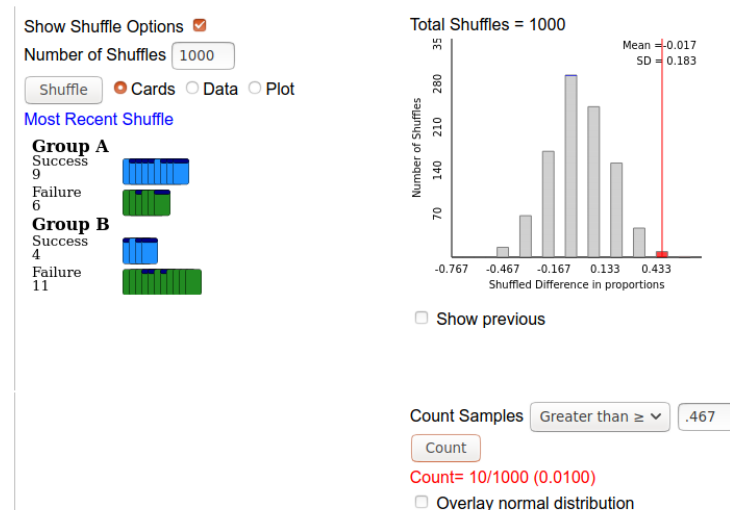 Show Shuffle Options
Number of Shuffles 1000
Shuffle Cards Data Plot
Most Recent Shuffle
Group A
Success
9
Failure
6
Group B
Success
4
Failure
11
Total Shuffles = 1000
Mean = -0.017
SD = 0.183
35
280
210
140
70
Number of Shuffles
-0.767 -0.467 -0.167 0.133 0.433
Shuffled Difference in proportions
Show previous
Count Samples Greater than ≥ .467
Count
Count= 10/1000 (0.0100)
Overlay normal distribution